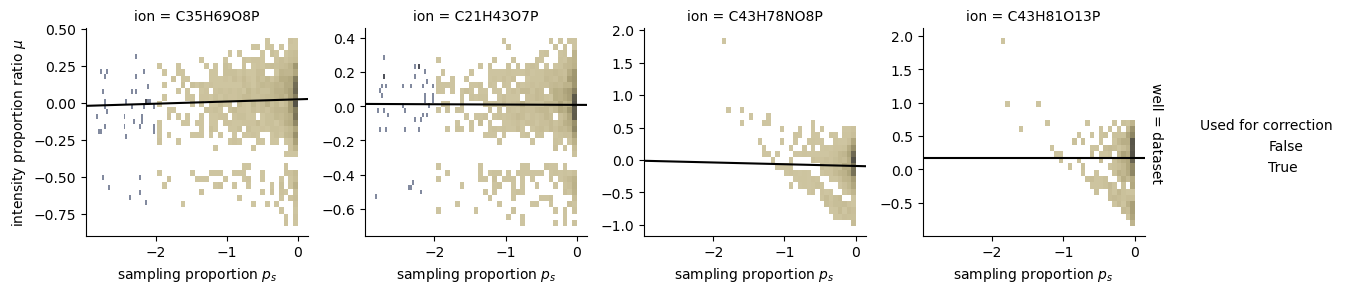 ion = C35H69O8P
ion = C21H43O7P
ion = C43H78NO8P
ion = C43H81O13P
intensity proportion ratio μ
0.50
0.25
0.00
−0.25
−0.50
−0.75
0.4
0.2
0.0
−0.2
−0.4
−0.6
2.0
1.5
1.0
0.5
0.0
−0.5
−1.0
2.0
1.5
1.0
0.5
0.0
−0.5
well = dataset
Used for correction
False
True
−2 −1 0
−2 −1 0
−2 −1 0
−2 −1 0
sampling proportion pₛ
sampling proportion pₛ
sampling proportion pₛ
sampling proportion pₛ